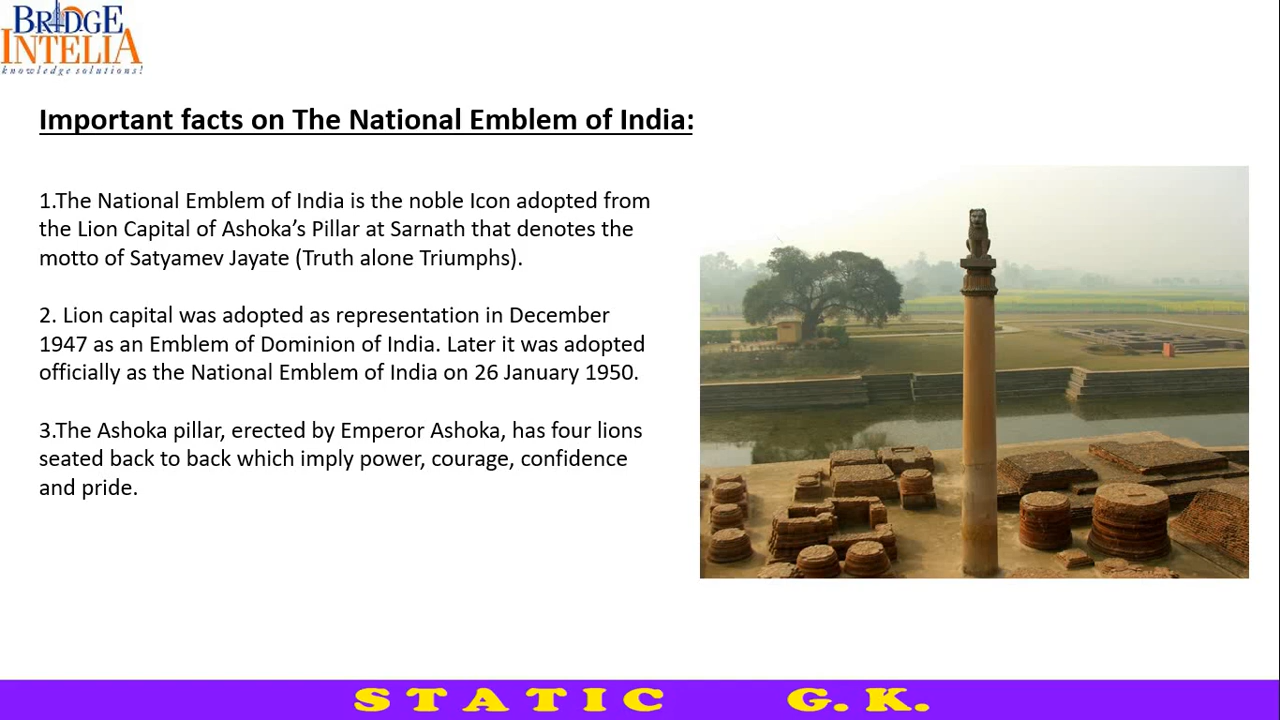 BRIDGE
INTELIA
knowledge solutions!
Important facts on The National Emblem of India:
1.The National Emblem of India is the noble Icon adopted from
the Lion Capital of Ashoka’s Pillar at Sarnath that denotes the
motto of Satyamev Jayate (Truth alone Triumphs).
2. Lion capital was adopted as representation in December
1947 as an Emblem of Dominion of India. Later it was adopted
officially as the National Emblem of India on 26 January 1950.
3.The Ashoka pillar, erected by Emperor Ashoka, has four lions
seated back to back which imply power, courage, confidence
and pride.
STATIC G.K.